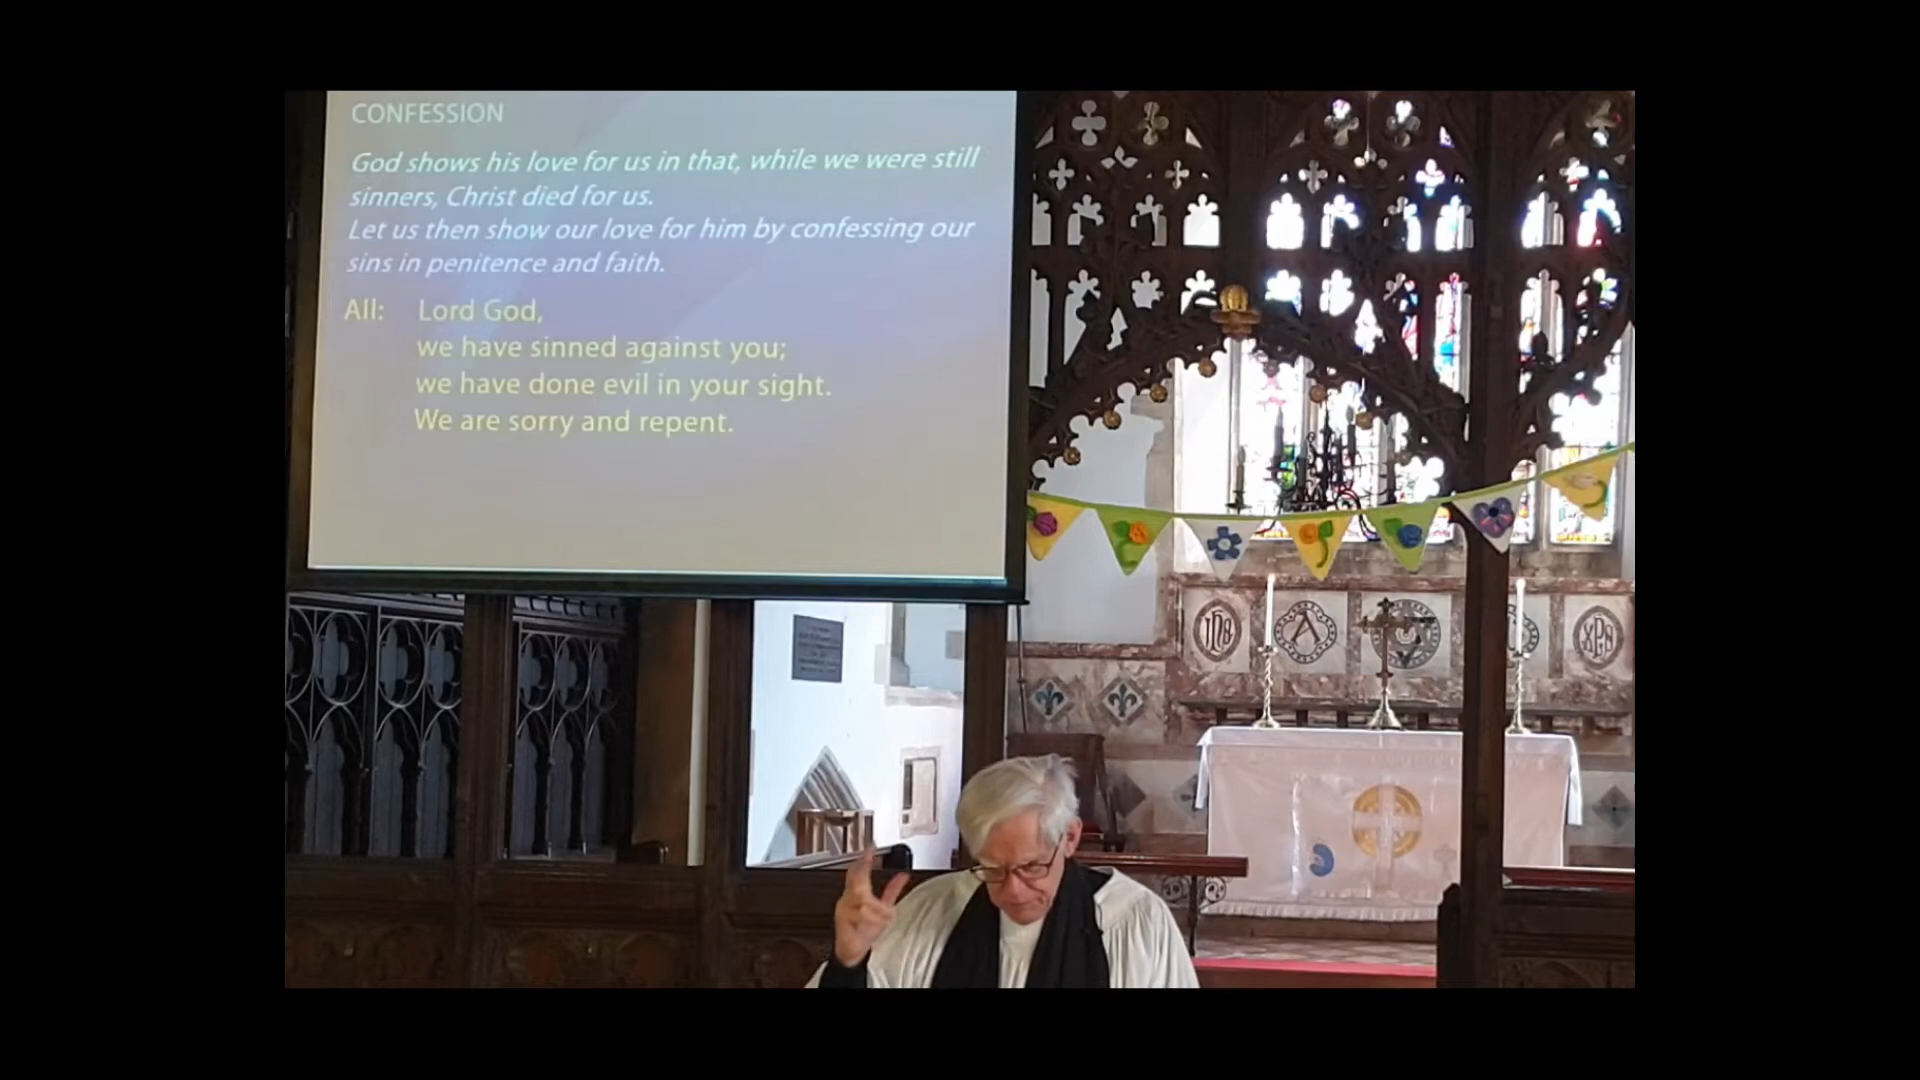 CONFESSION
God shows his love for us in that, while we were still
sinners, Christ died for us.
Let us then show our love for him by confessing our
sins in penitence and faith.
All: Lord God,
we have sinned against you;
we have done evil in your sight.
We are sorry and repent.
IHS
A
XPS